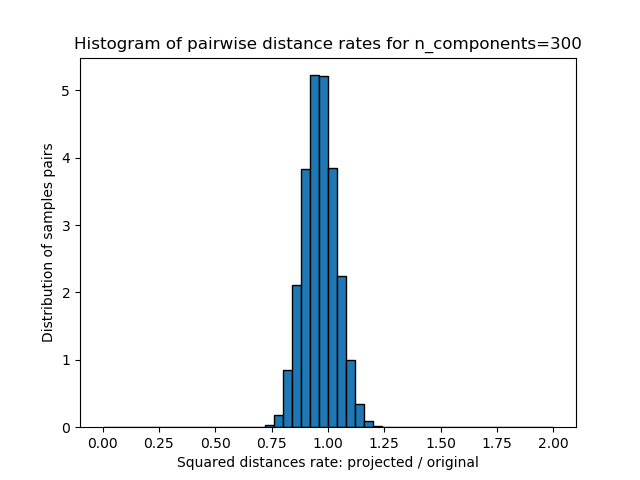 Histogram of pairwise distance rates for n_components=300
5
4
3
2
1
0
Distribution of samples pairs
0.00 0.25 0.50 0.75 1.00 1.25 1.50 1.75 2.00
Squared distances rate: projected / original